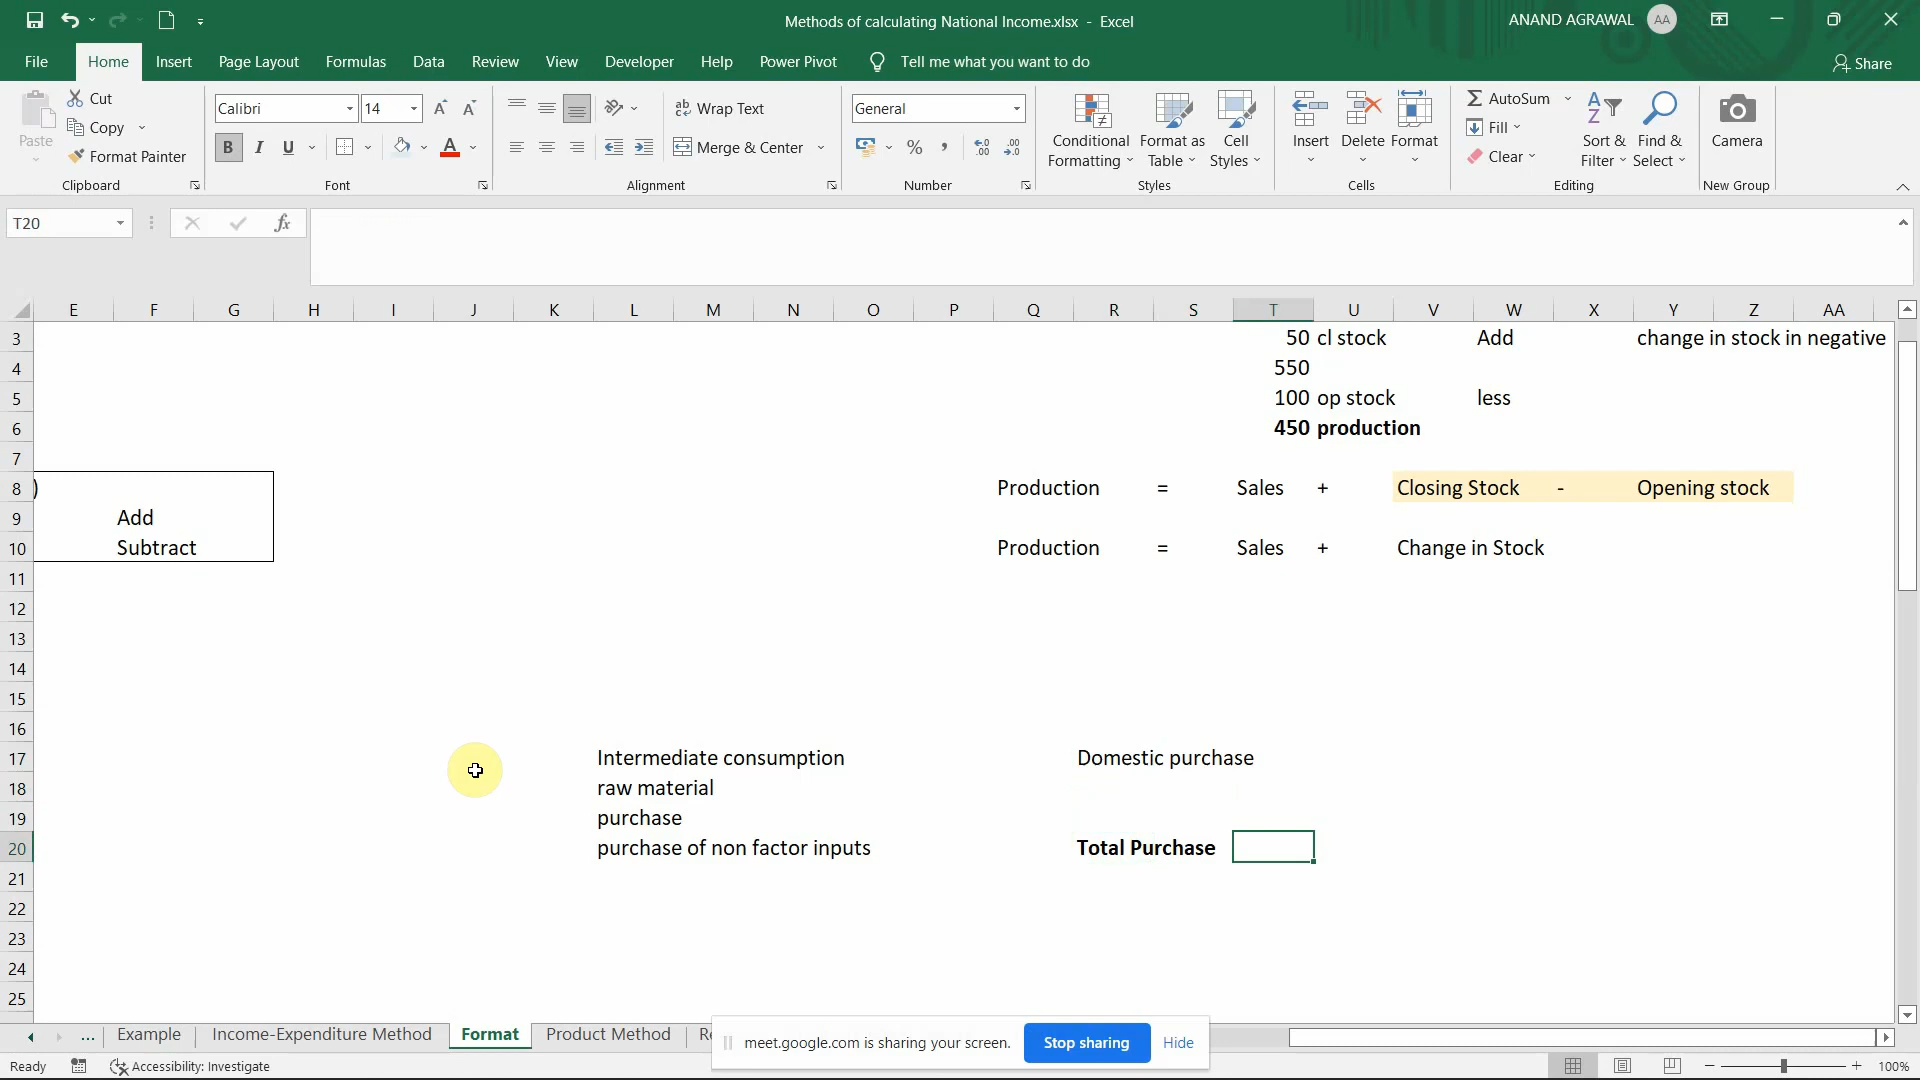 Methods of calculating National Income.xlsx - Excel
ANAND AGRAWAL AA
File Home Insert Page Layout Formulas Data Review View Developer Help Power Pivot Tell me what you want to do Share
Paste
Cut
Copy
Format Painter
Clipboard
Calibri 14
B I U A
Font
Wrap Text
Merge & Center
Alignment
General
%
Number
Conditional Formatting
Format as Table
Cell Styles
Styles
Insert Delete Format
Cells
AutoSum
Fill
Clear
Sort & Filter
Find & Select
Editing
Camera
New Group
T20 fx
E F G H I J K L M N O P Q R S T U V W X Y Z AA
3 50 cl stock Add change in stock in negative
4 550
5 100 op stock less
6 450 production
7
8 ) Production = Sales + Closing Stock - Opening stock
9 Add
10 Subtract Production = Sales + Change in Stock
11
12
13
14
15
16
17 Intermediate consumption Domestic purchase
18 raw material
19 purchase
20 purchase of non factor inputs Total Purchase
21
22
23
24
25
... Example Income-Expenditure Method Format Product Method
meet.google.com is sharing your screen. Stop sharing Hide
Ready Accessibility: Investigate 100%